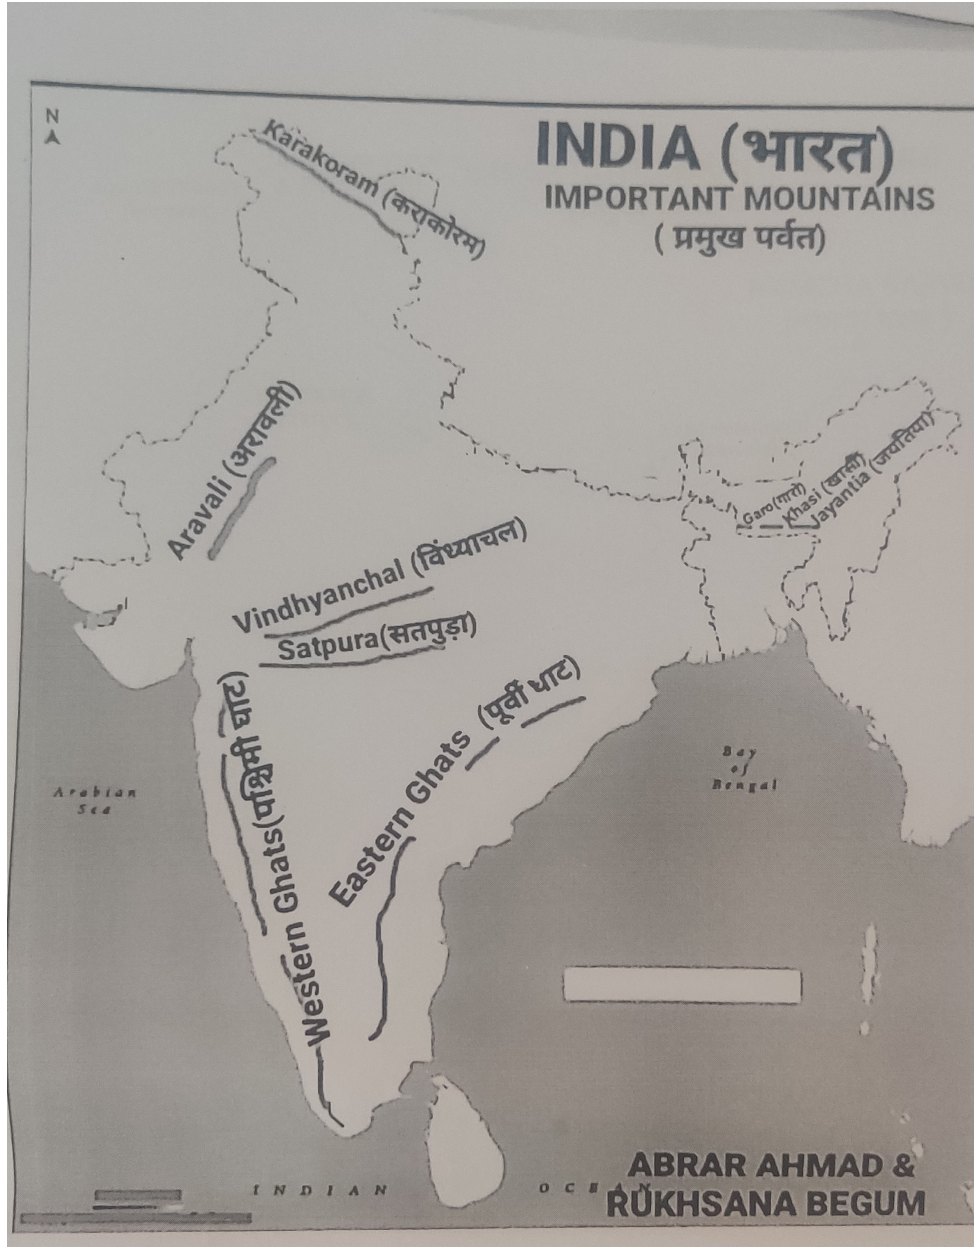 N
INDIA (भारत)
IMPORTANT MOUNTAINS
( प्रमुख पर्वत)
Karakoram (काराकोरम)
Aravali (अरावली)
Garo(गारो)
Khasi (खासी)
Jayantia (जयंतिया)
Vindhyanchal (विंध्याचल)
Satpura(सतपुड़ा)
Western Ghats(पश्चिमी घाट)
Eastern Ghats (पूर्वी घाट)
Arabian
Sea
Bay
of
Bengal
INDIAN OCEAN
ABRAR AHMAD &
RUKHSANA BEGUM